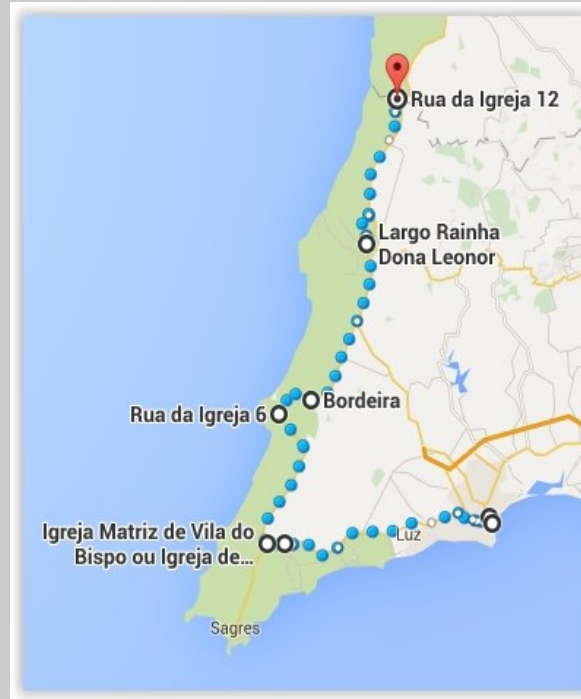 Rua da Igreja 12
Largo Rainha
Dona Leonor
Bordeira
Rua da Igreja 6
Igreja Matriz de Vila do
Bispo ou Igreja de...
Luz
Sagres